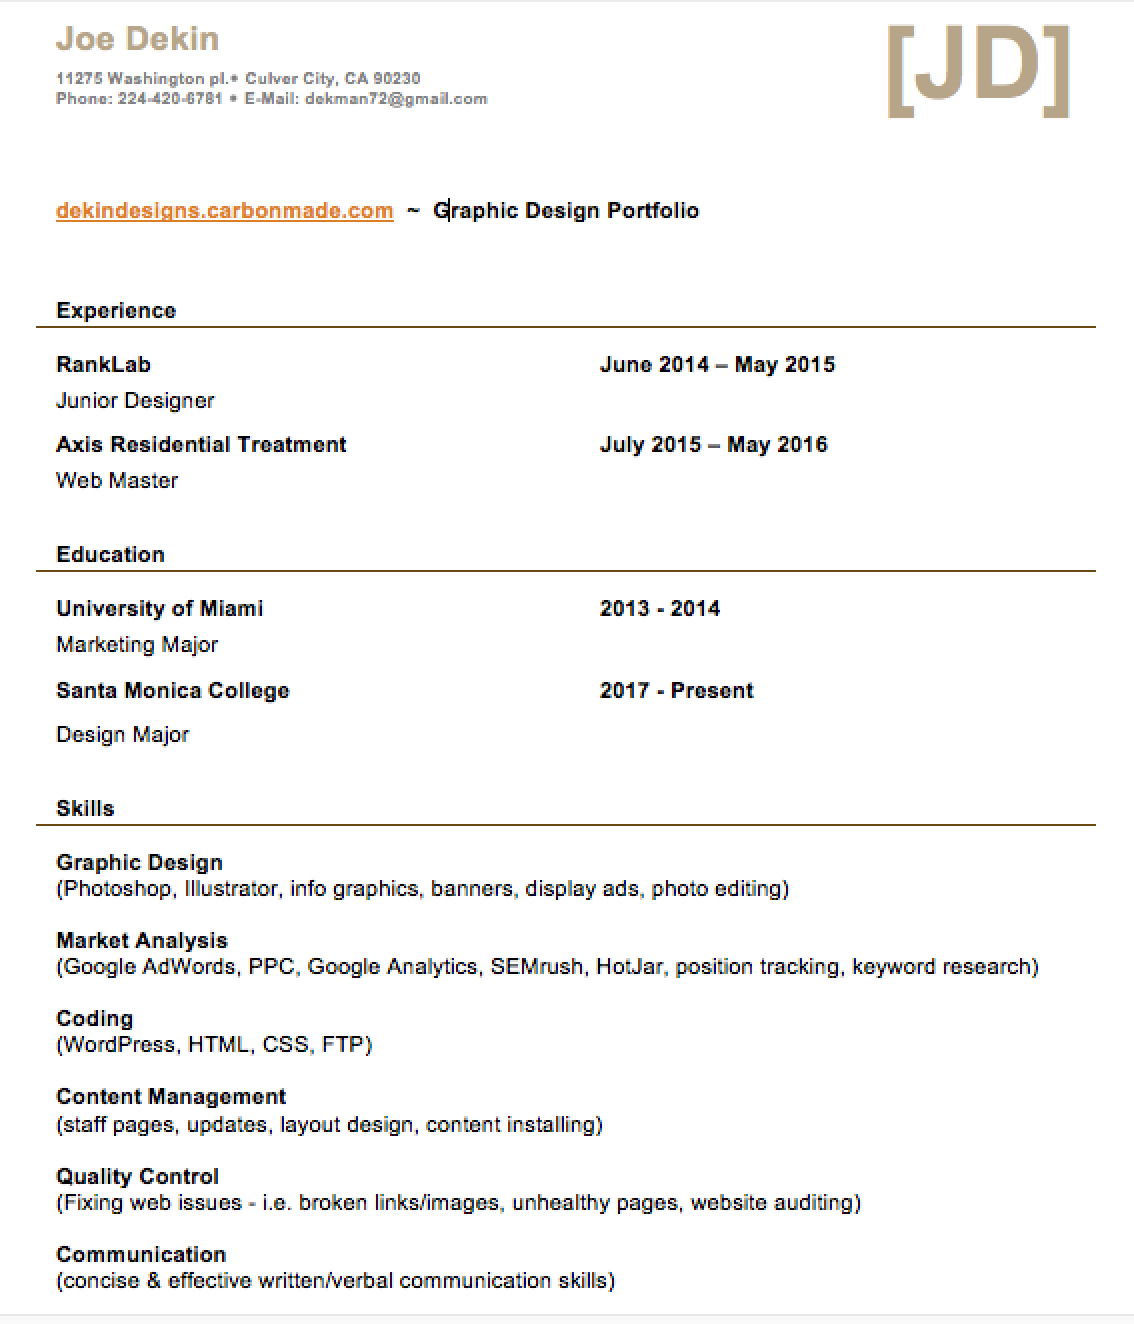 Joe Dekin
[JD]
11275 Washington pl.• Culver City, CA 90230
Phone: 224-420-6781 • E-Mail: dekman72@gmail.com
dekindesigns.carbonmade.com ~ Graphic Design Portfolio
Experience
RankLab June 2014 – May 2015
Junior Designer
Axis Residential Treatment July 2015 – May 2016
Web Master
Education
University of Miami 2013 - 2014
Marketing Major
Santa Monica College 2017 - Present
Design Major
Skills
Graphic Design
(Photoshop, Illustrator, info graphics, banners, display ads, photo editing)
Market Analysis
(Google AdWords, PPC, Google Analytics, SEMrush, HotJar, position tracking, keyword research)
Coding
(WordPress, HTML, CSS, FTP)
Content Management
(staff pages, updates, layout design, content installing)
Quality Control
(Fixing web issues - i.e. broken links/images, unhealthy pages, website auditing)
Communication
(concise & effective written/verbal communication skills)